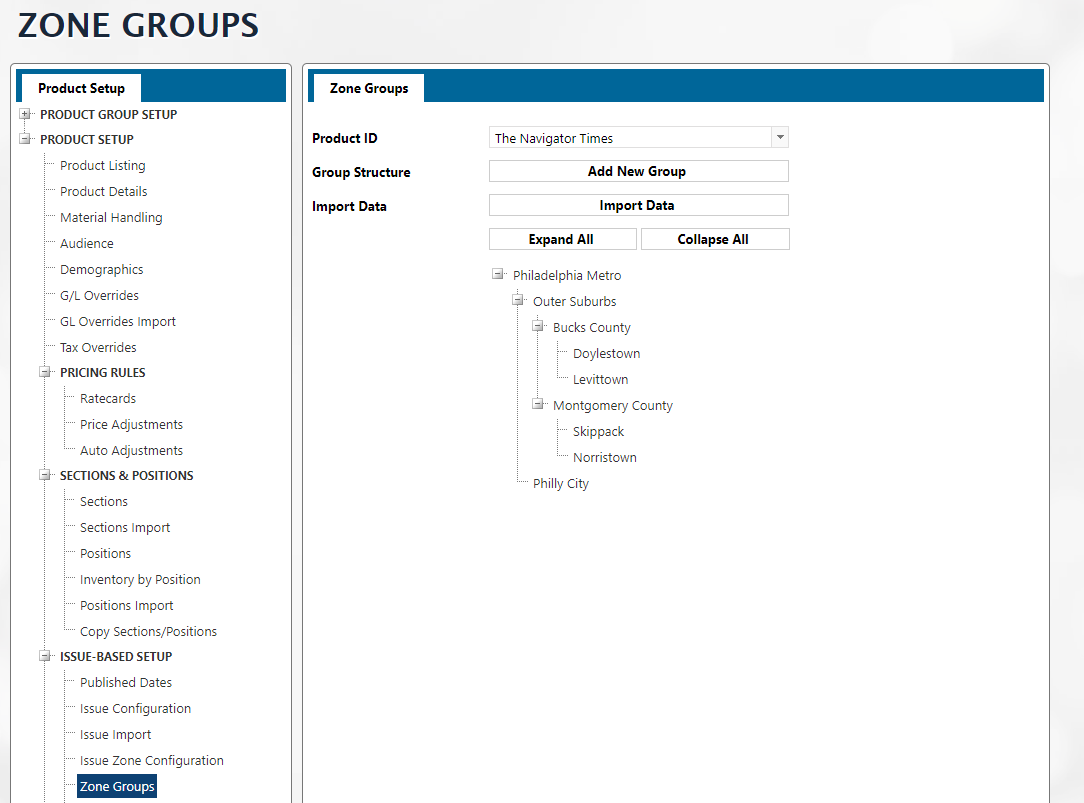 ZONE GROUPS
Product Setup
PRODUCT GROUP SETUP
PRODUCT SETUP
Product Listing
Product Details
Material Handling
Audience
Demographics
G/L Overrides
GL Overrides Import
Tax Overrides
PRICING RULES
Ratecards
Price Adjustments
Auto Adjustments
SECTIONS & POSITIONS
Sections
Sections Import
Positions
Inventory by Position
Positions Import
Copy Sections/Positions
ISSUE-BASED SETUP
Published Dates
Issue Configuration
Issue Import
Issue Zone Configuration
Zone Groups
Zone Groups
Product ID The Navigator Times
Group Structure Add New Group
Import Data Import Data
Expand All Collapse All
Philadelphia Metro
Outer Suburbs
Bucks County
Doylestown
Levittown
Montgomery County
Skippack
Norristown
Philly City